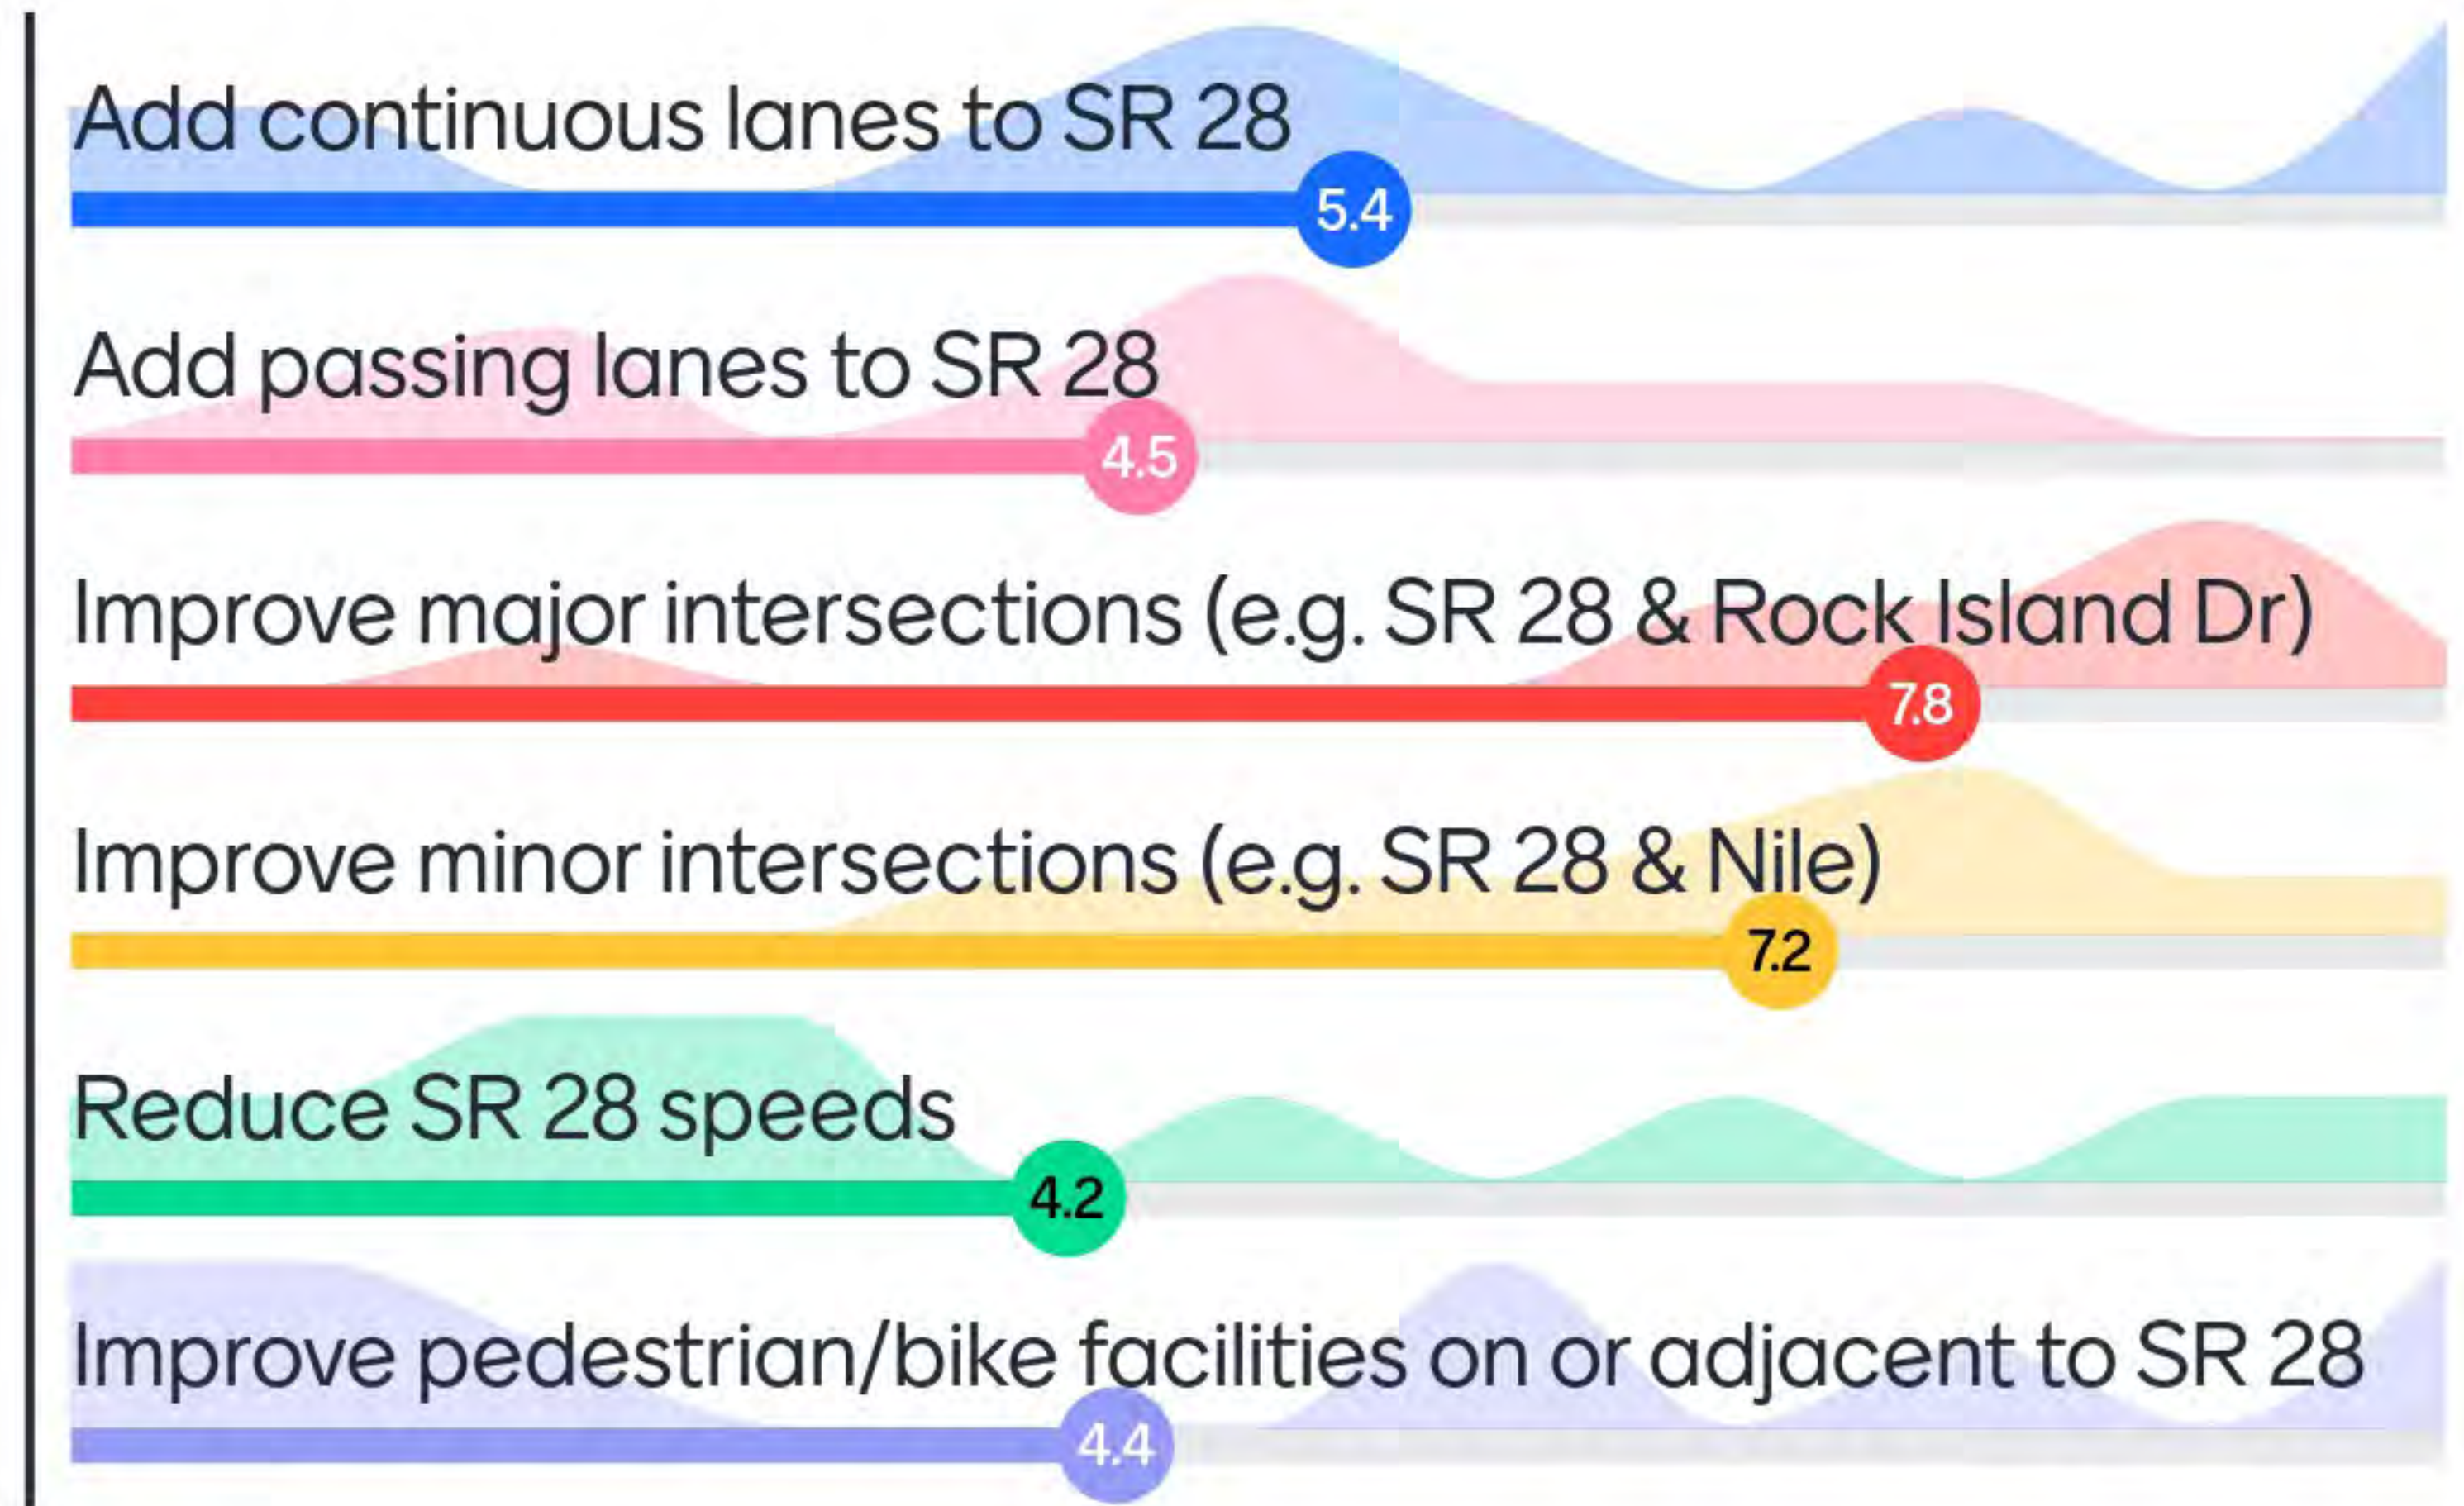 Add continuous lanes to SR 28
5.4
Add passing lanes to SR 28
4.5
Improve major intersections (e.g. SR 28 & Rock Island Dr)
7.8
Improve minor intersections (e.g. SR 28 & Nile)
7.2
Reduce SR 28 speeds
4.2
Improve pedestrian/bike facilities on or adjacent to SR 28
4.4